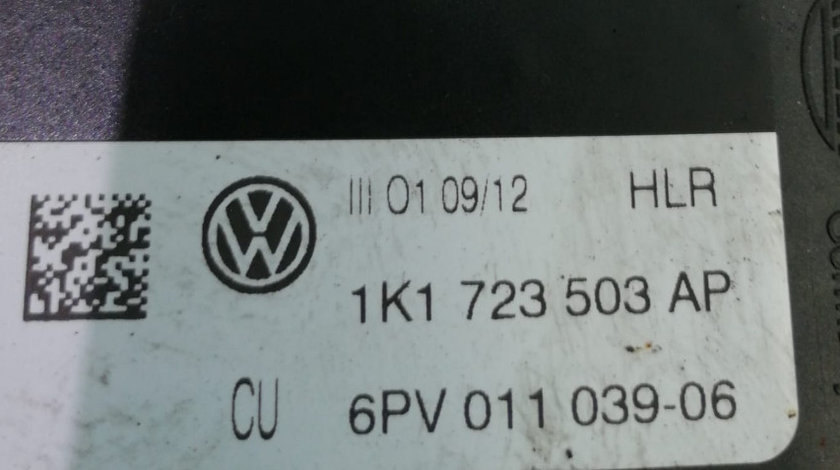 III 01 09/12 HLR
1K1 723 503 AP
CU 6PV 011 039-06